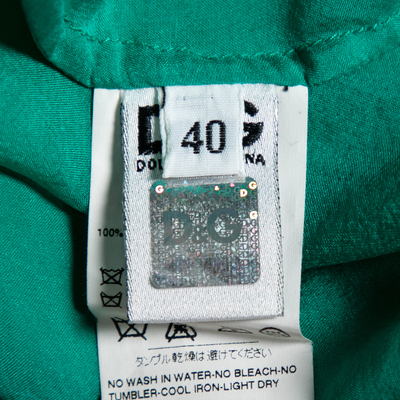 D G
40
DO NA
G D G
D G
D&G
100%
タンブル乾燥は避けてください
NO WASH IN WATER-NO BLEACH-NO
TUMBLER-COOL IRON-LIGHT DRY